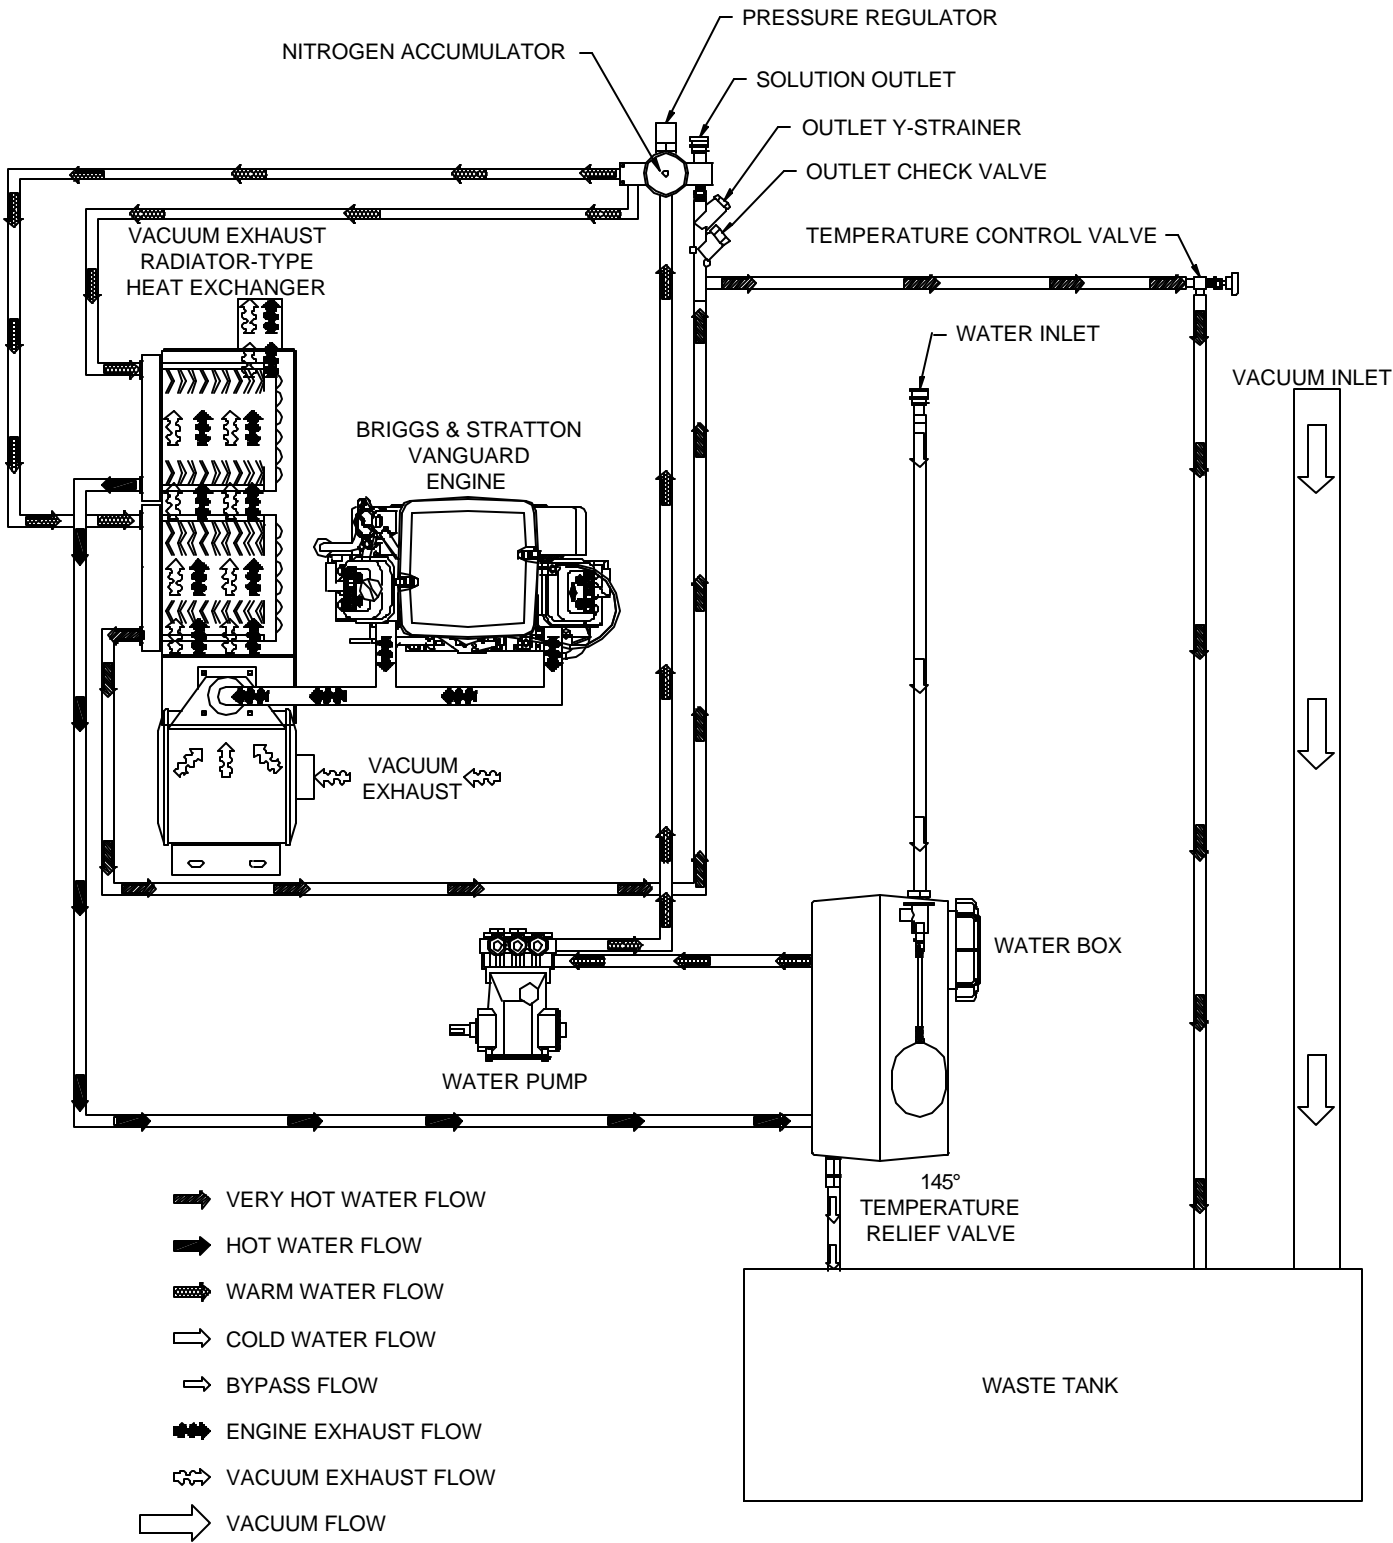 PRESSURE REGULATOR
NITROGEN ACCUMULATOR
SOLUTION OUTLET
OUTLET Y-STRAINER
OUTLET CHECK VALVE
VACUUM EXHAUST
RADIATOR-TYPE
HEAT EXCHANGER
TEMPERATURE CONTROL VALVE
WATER INLET
VACUUM INLET
BRIGGS & STRATTON
VANGUARD
ENGINE
VACUUM
EXHAUST
WATER BOX
WATER PUMP
145°
TEMPERATURE
RELIEF VALVE
VERY HOT WATER FLOW
HOT WATER FLOW
WARM WATER FLOW
COLD WATER FLOW
BYPASS FLOW
ENGINE EXHAUST FLOW
VACUUM EXHAUST FLOW
VACUUM FLOW
WASTE TANK